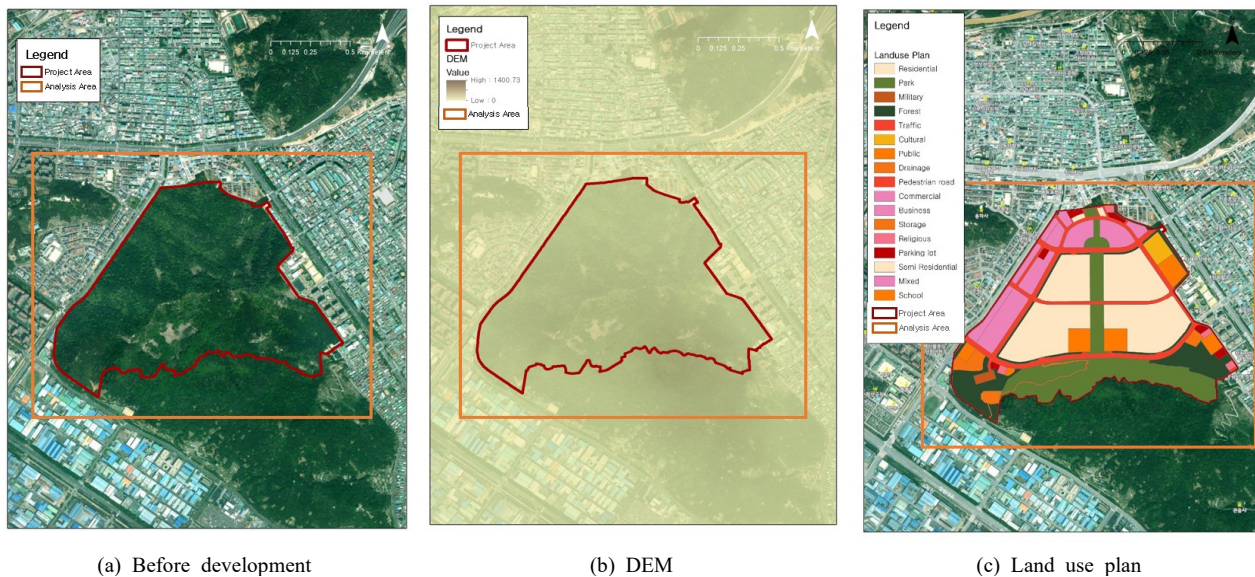 Legend
Project Area
Analysis Area
0 0.125 0.25 0.5 Kilometers
N
Legend
Project Area
DEM
Value
High : 1400.73
Low : 0
Analysis Area
0 0.125 0.25 0.5 Kilometers
Legend
Landuse Plan
Residential
Park
Military
Forest
Traffic
Cultural
Public
Drainage
Pedestrian road
Commercial
Business
Storage
Religious
Parking lot
Semi Residential
Mixed
School
Project Area
Analysis Area
(a) Before development
(b) DEM
(c) Land use plan